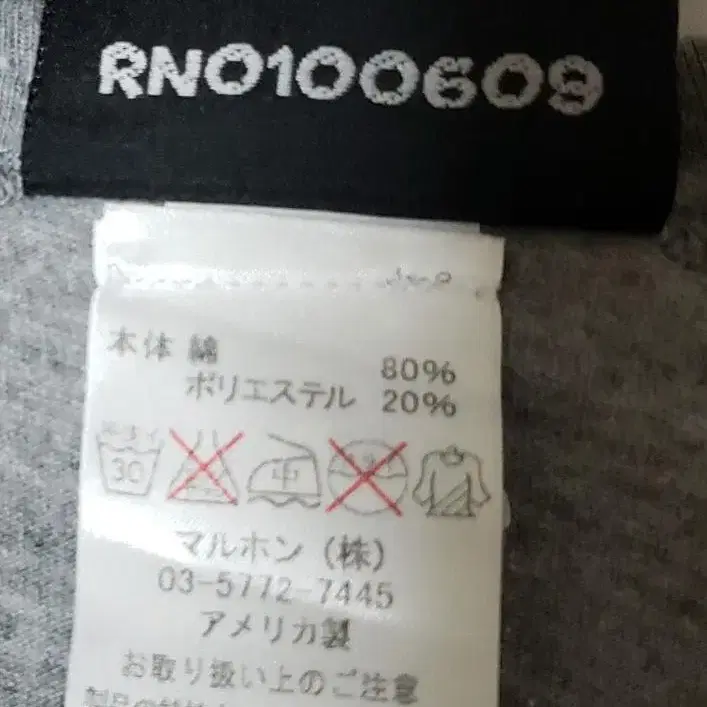 RN0100609
本体 綿 80%
ポリエステル 20%
30
中
マルホン（株）
03-5772-7445
アメリカ製
お取り扱い上のご注意